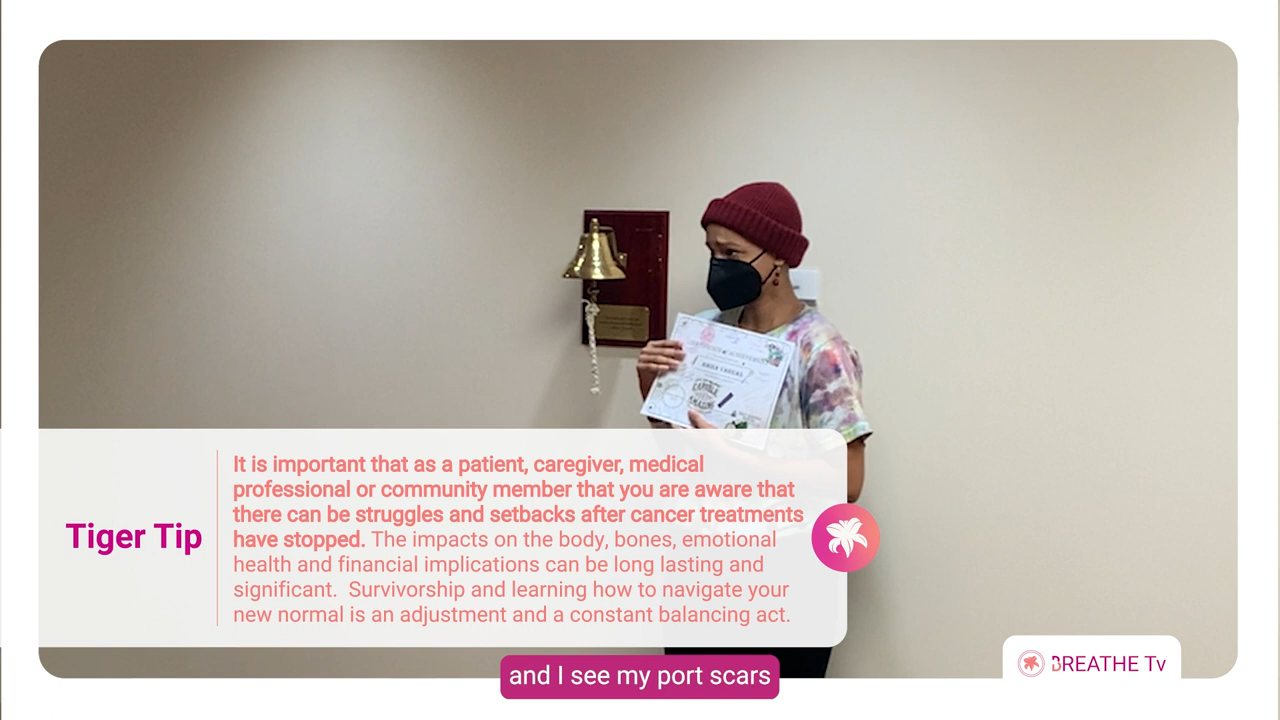 Tiger Tip
It is important that as a patient, caregiver, medical
professional or community member that you are aware that
there can be struggles and setbacks after cancer treatments
have stopped. The impacts on the body, bones, emotional
health and financial implications can be long lasting and
significant. Survivorship and learning how to navigate your
new normal is an adjustment and a constant balancing act.
and I see my port scars
BREATHE Tv